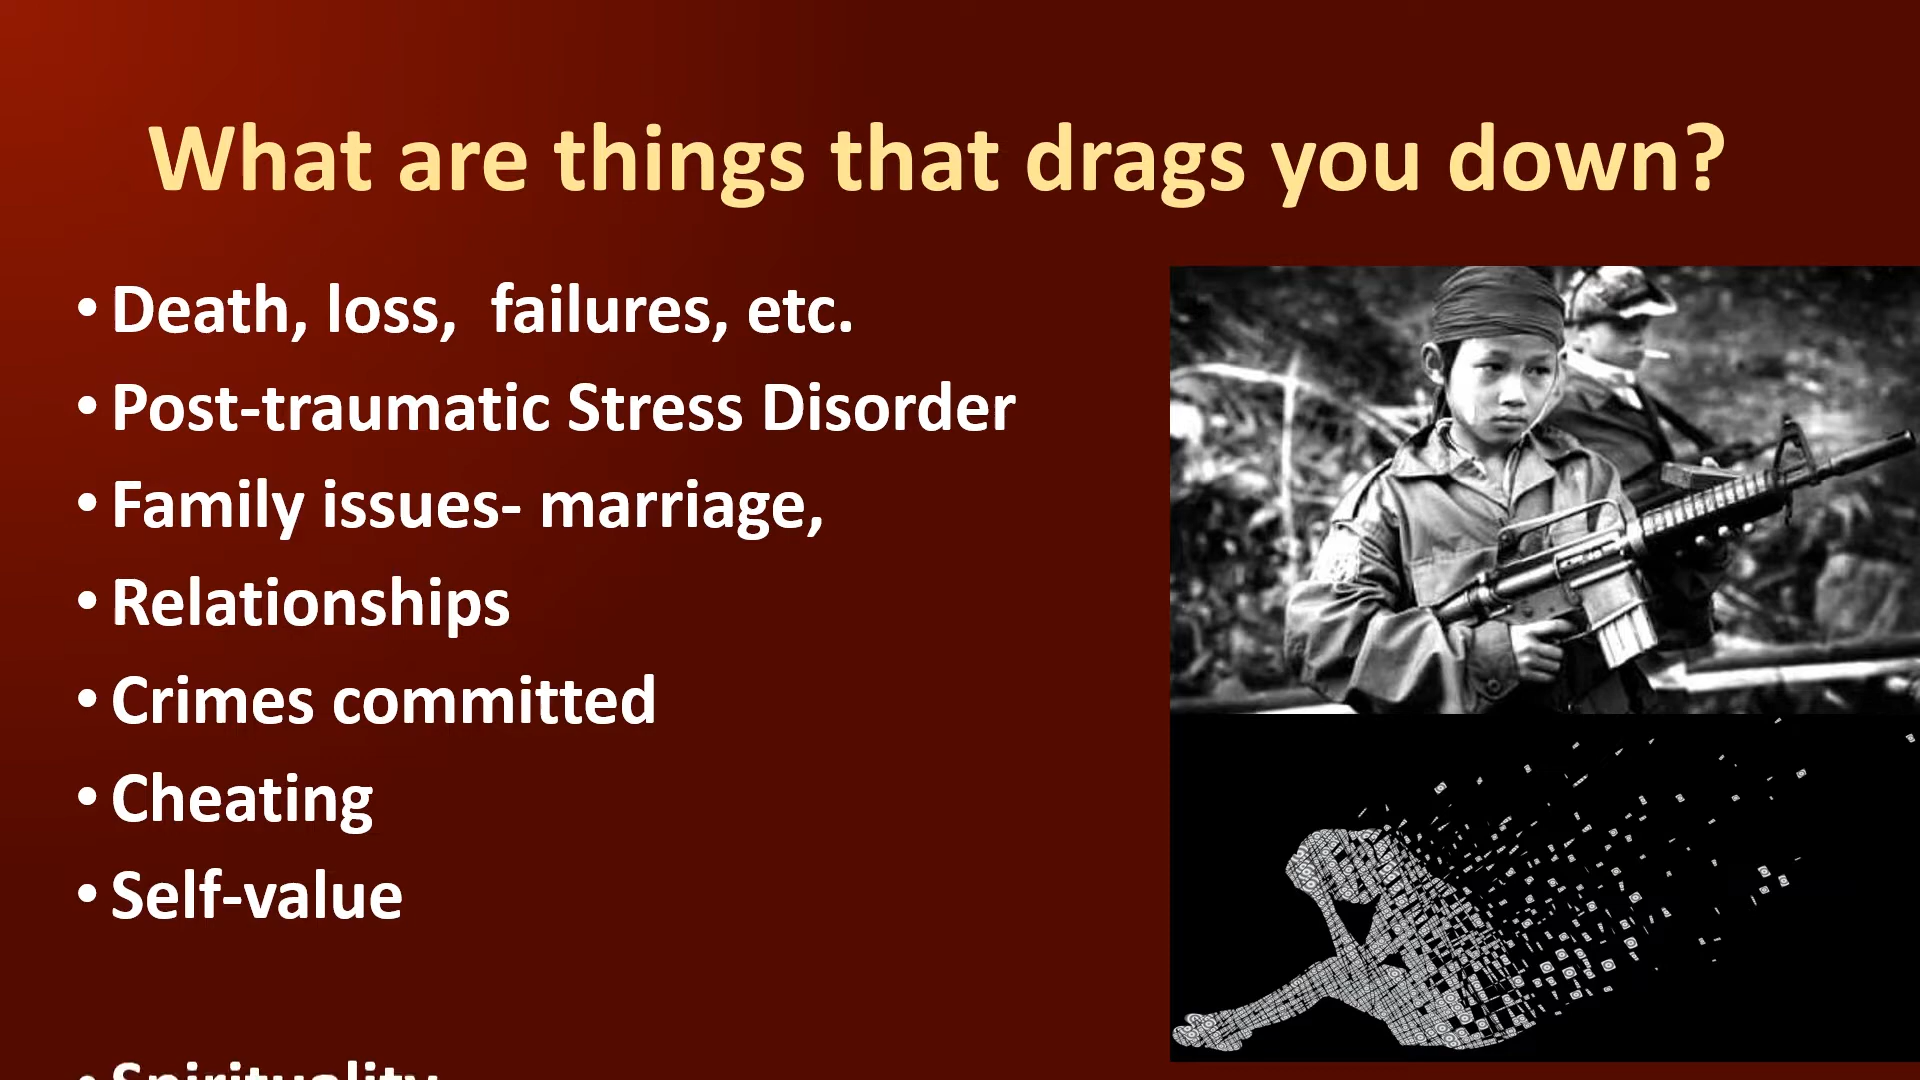 What are things that drags you down?
• Death, loss,  failures, etc.
• Post-traumatic Stress Disorder
• Family issues- marriage,
• Relationships
• Crimes committed
• Cheating
• Self-value
• Spirituality